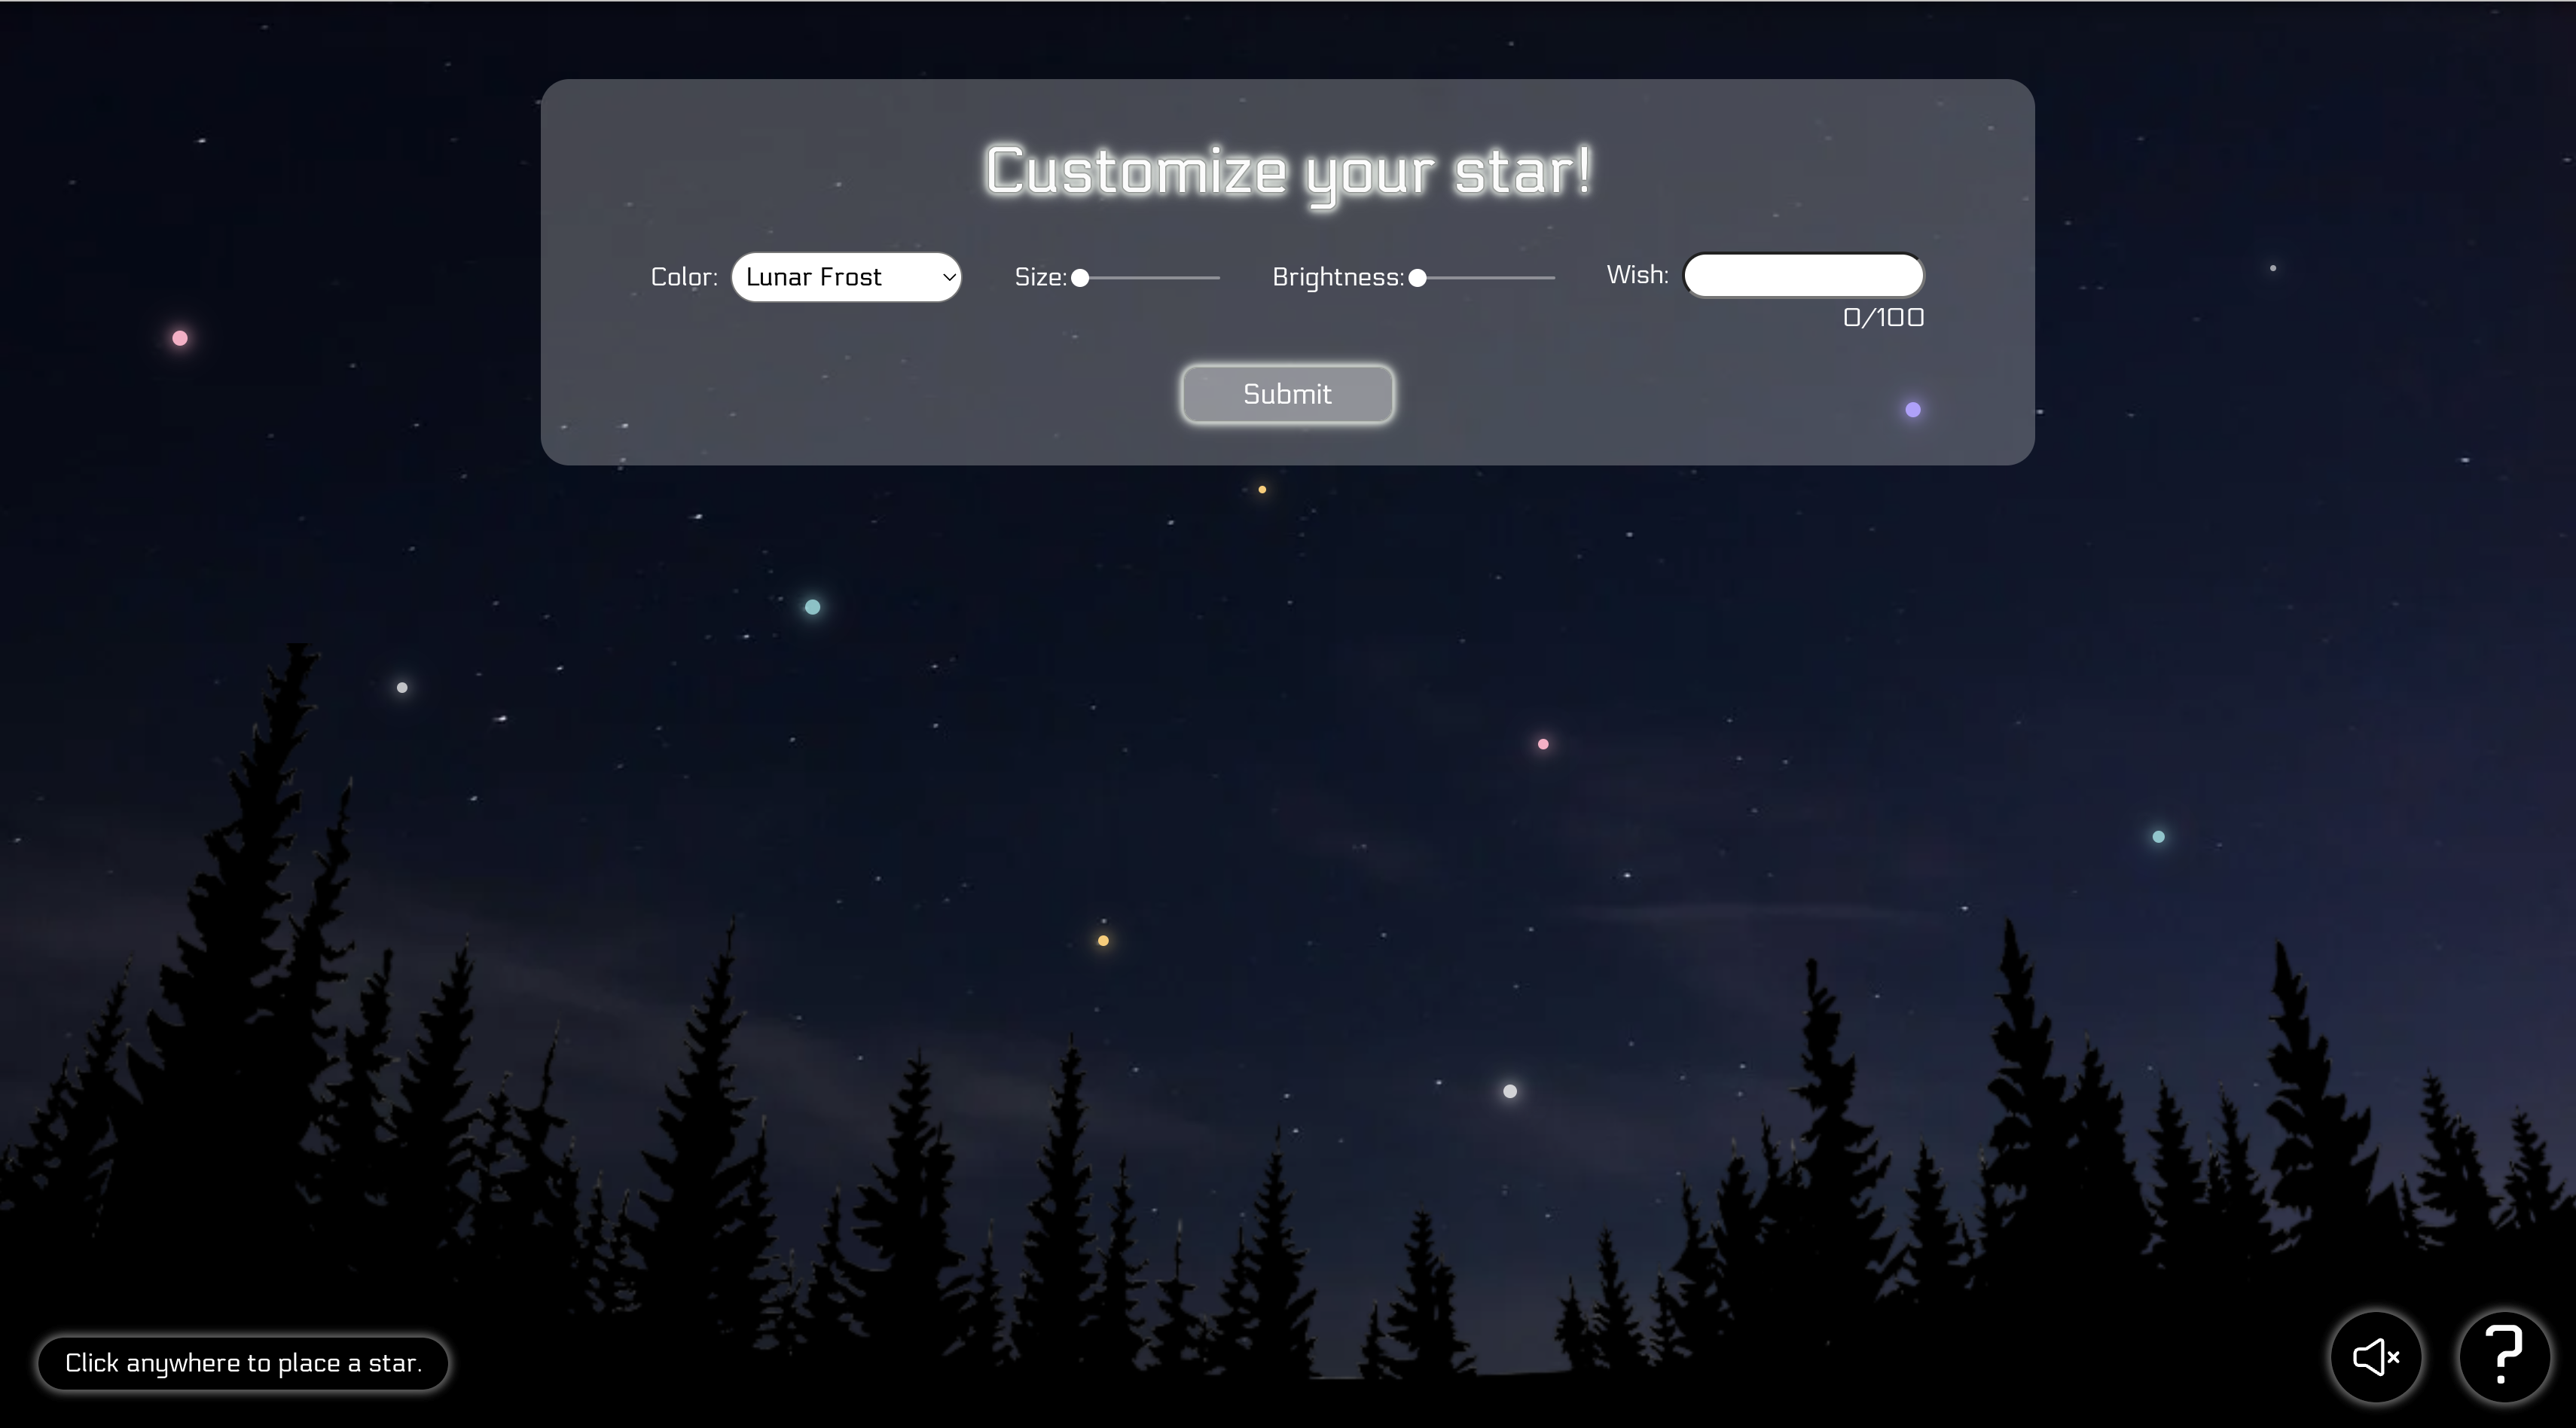 Customize your star!
Color: Lunar Frost Size: Brightness: Wish:
0/100
Submit
Click anywhere to place a star.
?